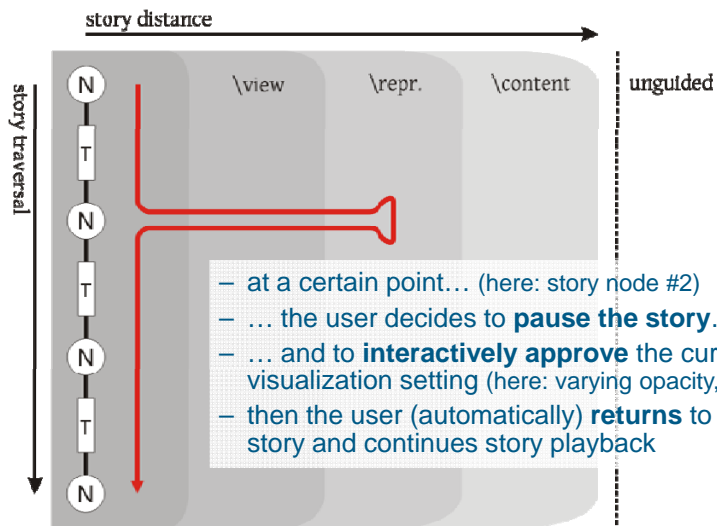 story distance
story traversal
N
\view
\repr.
\content
unguided
T
N
T
N
T
N
– at a certain point… (here: story node #2)
– … the user decides to pause the story.
– … and to interactively approve the cur
visualization setting (here: varying opacity,
– then the user (automatically) returns to
story and continues story playback